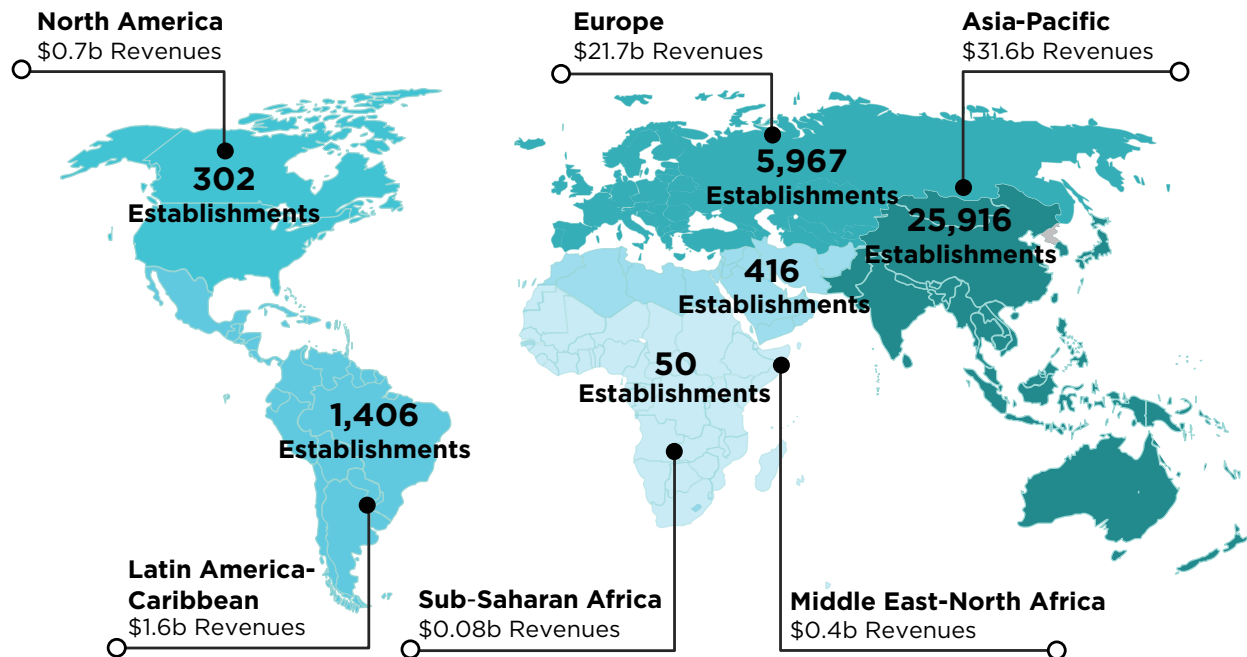 North America
$0.7b Revenues
Europe
$21.7b Revenues
Asia-Pacific
$31.6b Revenues
302
Establishments
5,967
Establishments
25,916
Establishments
416
Establishments
50
Establishments
1,406
Establishments
Latin America-
Caribbean
$1.6b Revenues
Sub-Saharan Africa
$0.08b Revenues
Middle East-North Africa
$0.4b Revenues